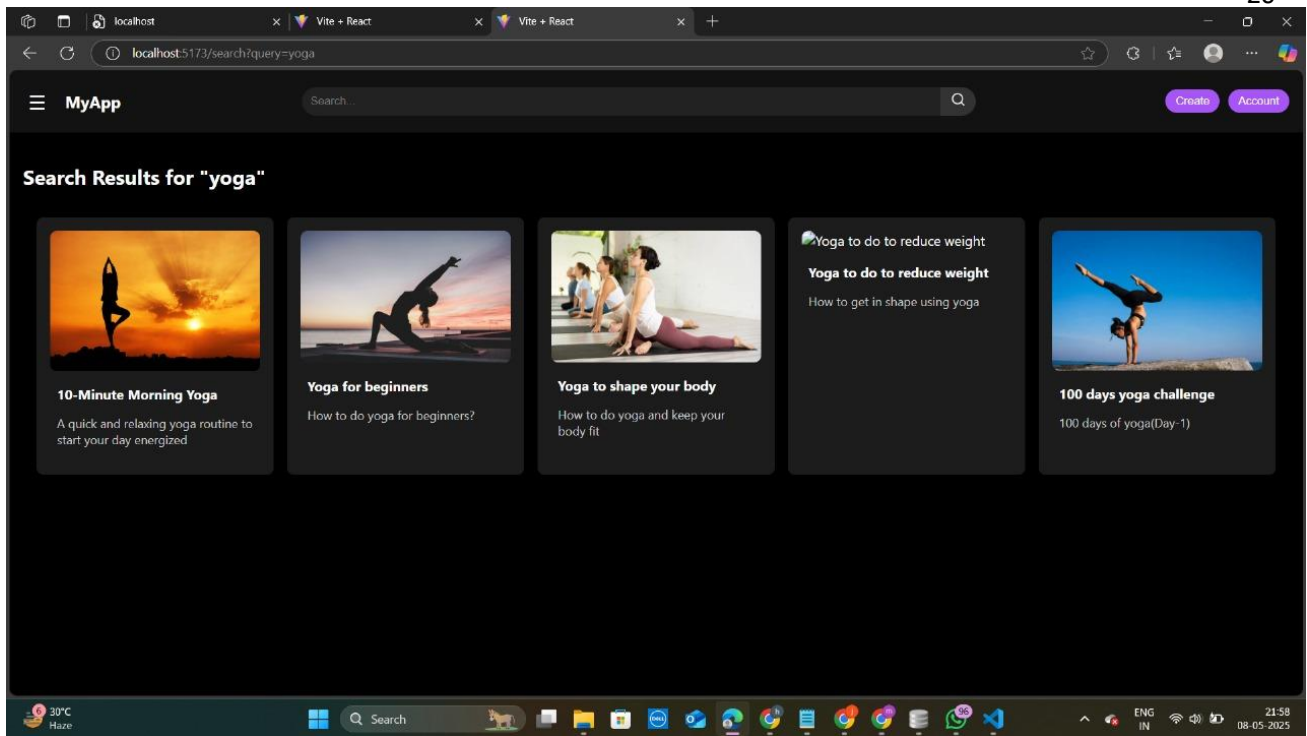 localhost
Vite + React
Vite + React
localhost:5173/search?query=yoga
MyApp
Search...
Create
Account
Search Results for "yoga"
10-Minute Morning Yoga
A quick and relaxing yoga routine to
start your day energized
Yoga for beginners
How to do yoga for beginners?
Yoga to shape your body
How to do yoga and keep your
body fit
Yoga to do to reduce weight
Yoga to do to reduce weight
How to get in shape using yoga
100 days yoga challenge
100 days of yoga(Day-1)
6
30°C
Haze
Search
DELL
96
ENG
IN
21:58
08-05-2025